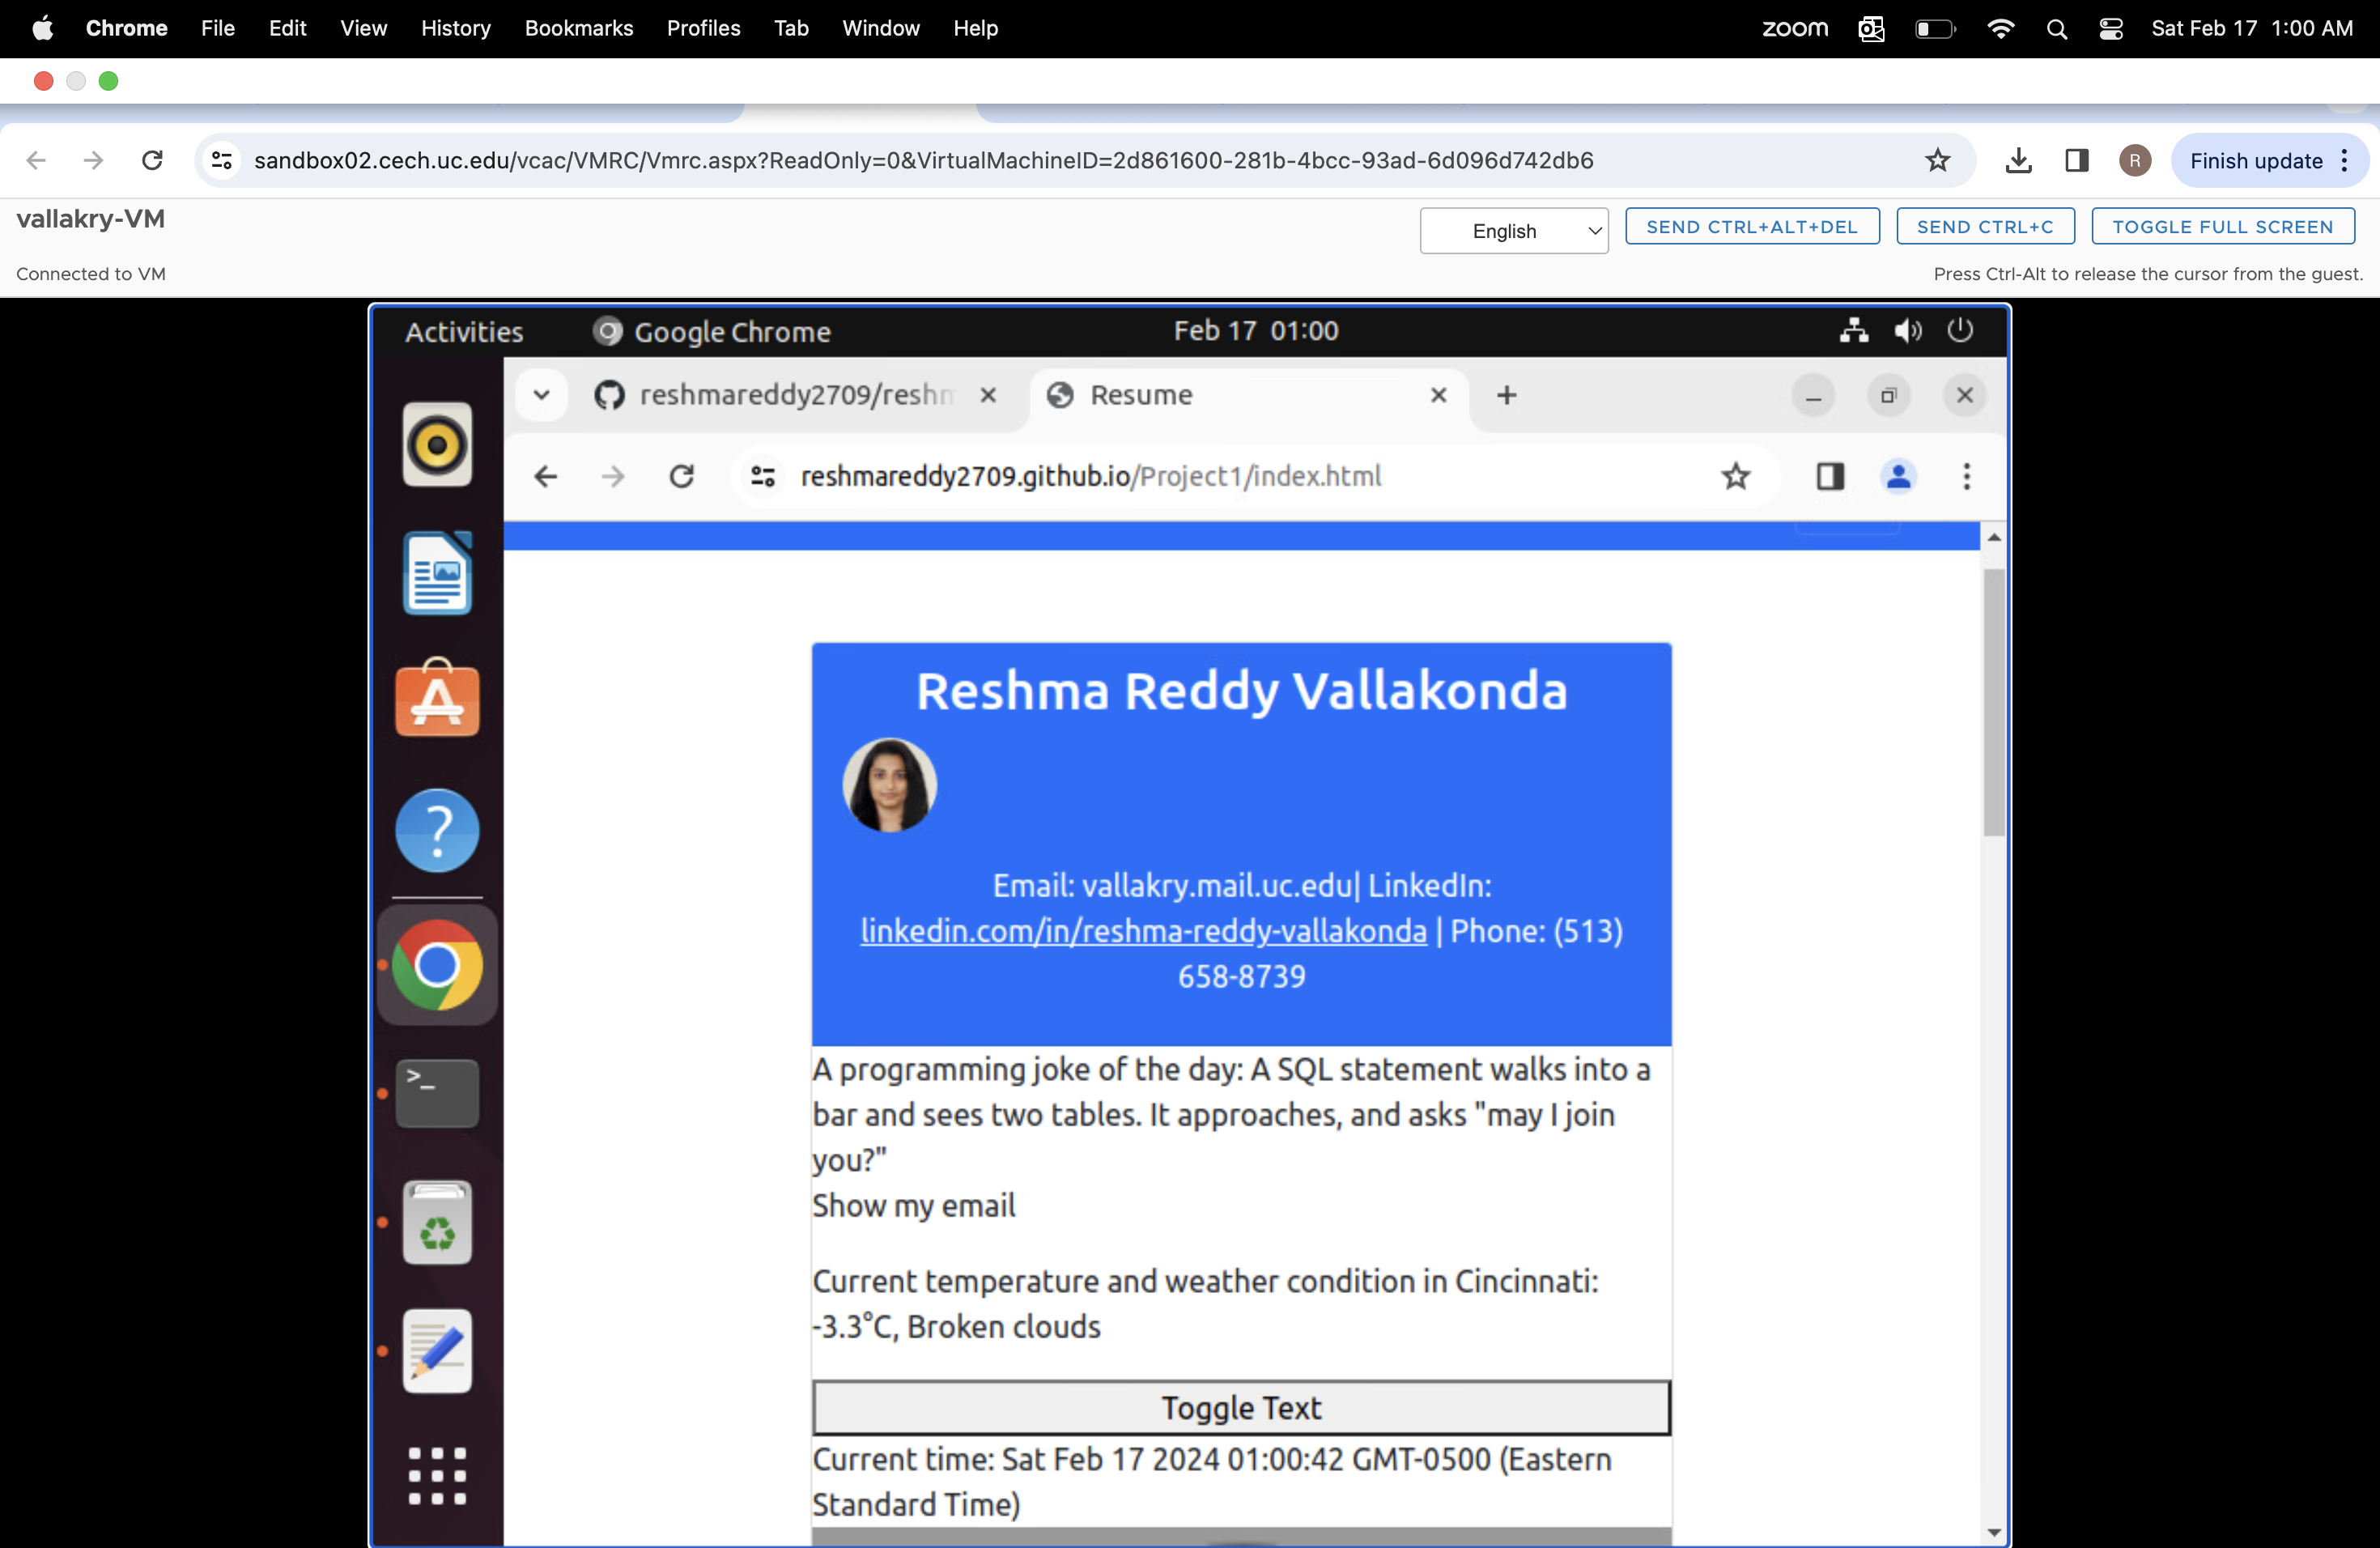 Chrome File Edit View History Bookmarks Profiles Tab Window Help zoom Sat Feb 17 1:00 AM
sandbox02.cech.uc.edu/vcac/VMRC/Vmrc.aspx?ReadOnly=0&VirtualMachineID=2d861600-281b-4bcc-93ad-6d096d742db6 R Finish update
vallakry-VM English SEND CTRL+ALT+DEL SEND CTRL+C TOGGLE FULL SCREEN
Connected to VM Press Ctrl-Alt to release the cursor from the guest.
Activities Google Chrome Feb 17 01:00
reshmareddy2709/reshm Resume
reshmareddy2709.github.io/Project1/index.html
Reshma Reddy Vallakonda
Email: vallakry.mail.uc.edu| LinkedIn:
linkedin.com/in/reshma-reddy-vallakonda | Phone: (513)
658-8739
A programming joke of the day: A SQL statement walks into a
bar and sees two tables. It approaches, and asks "may I join
you?"
Show my email
Current temperature and weather condition in Cincinnati:
-3.3°C, Broken clouds
Toggle Text
Current time: Sat Feb 17 2024 01:00:42 GMT-0500 (Eastern
Standard Time)